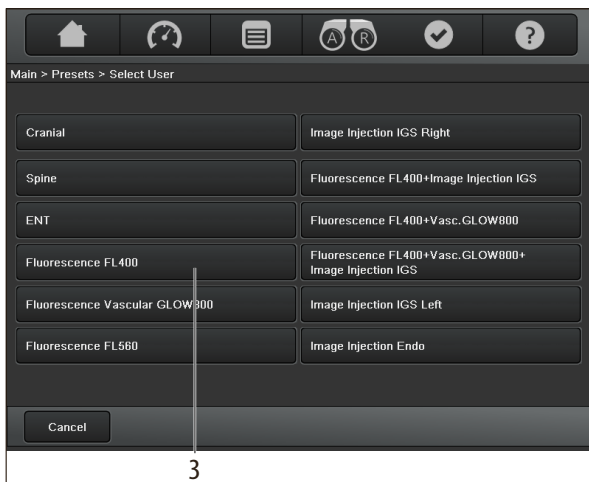 A R ?
Main > Presets > Select User
Cranial
Image Injection IGS Right
Spine
Fluorescence FL400+Image Injection IGS
ENT
Fluorescence FL400+Vasc.GLOW800
Fluorescence FL400
Fluorescence FL400+Vasc.GLOW800+
Image Injection IGS
Fluorescence Vascular GLOW800
Image Injection IGS Left
Fluorescence FL560
Image Injection Endo
Cancel
3